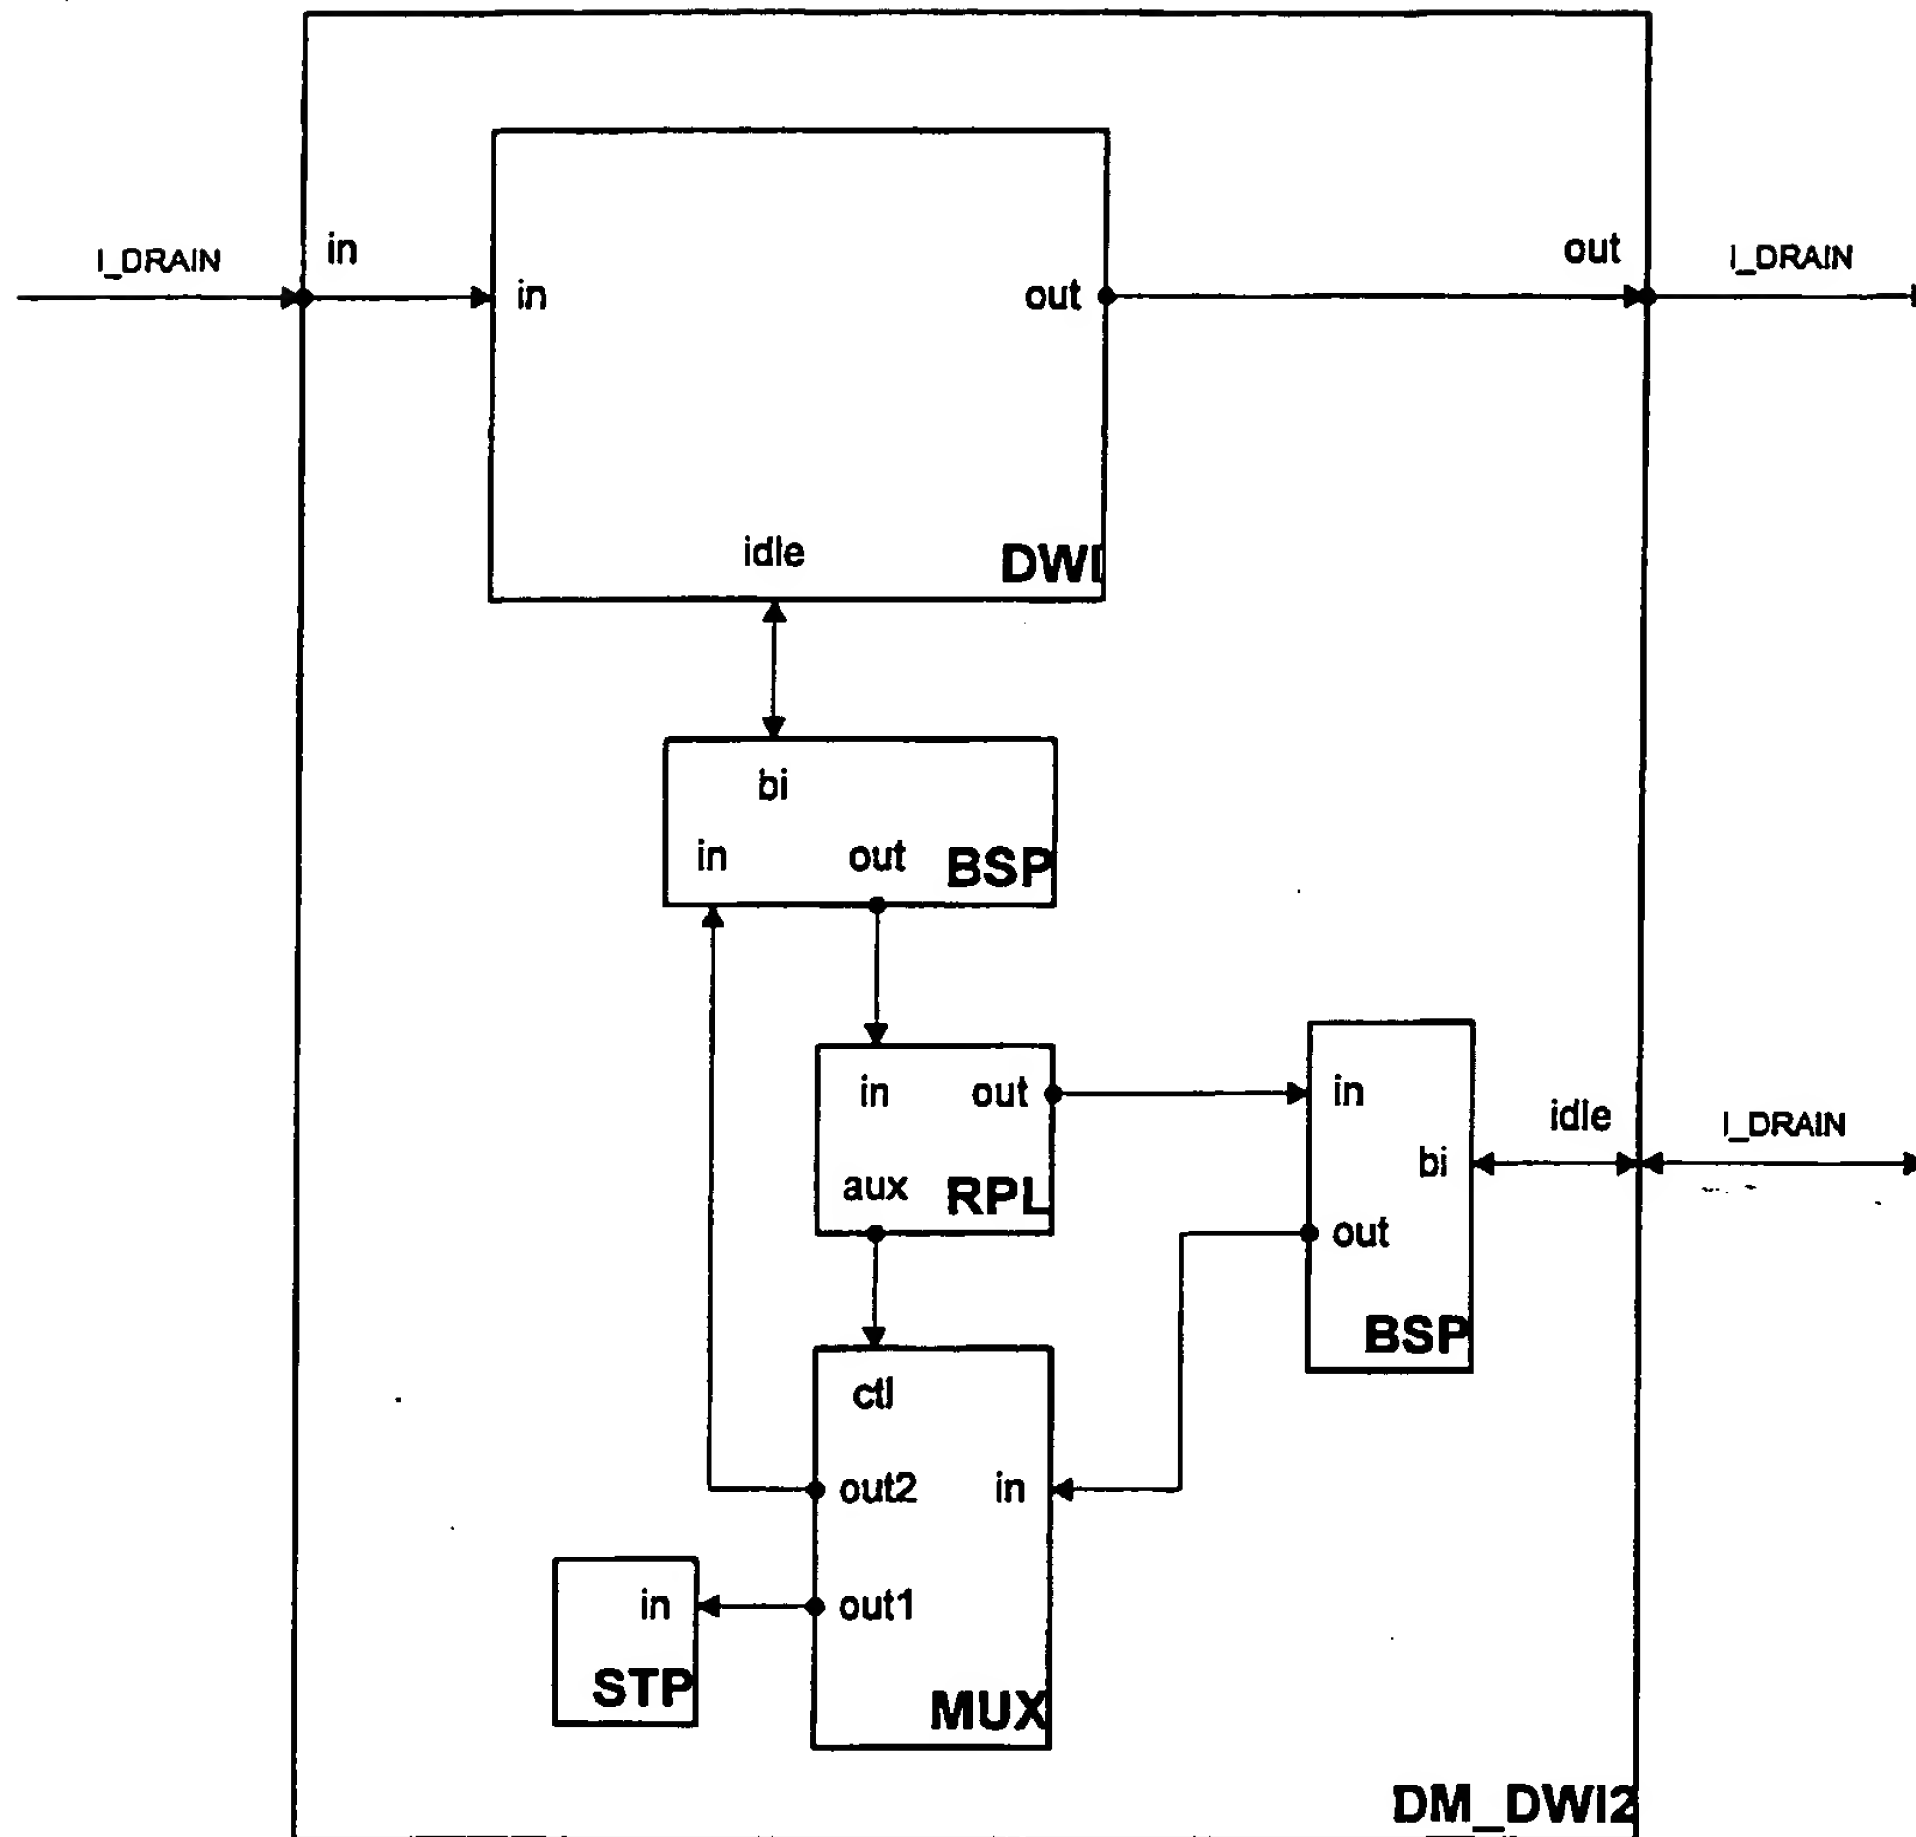 in
out
I_DRAIN
I_DRAIN
in
out
idle
DWI
bi
in
out
BSP
in
out
in
idle
I_DRAIN
bi
aux
RPL
out
BSP
ctl
out2
in
in
out1
STP
MUX
DM_DWI2